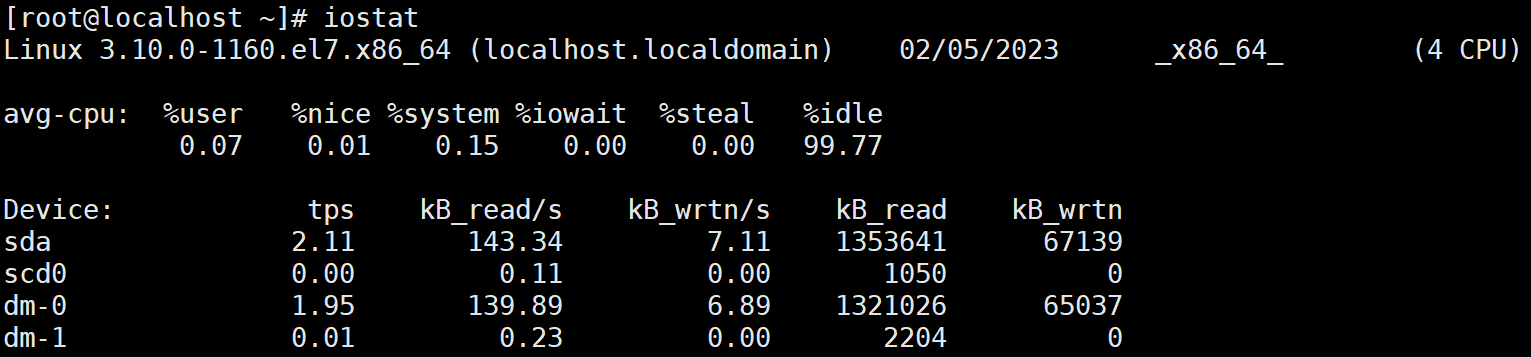 [root@localhost ~]# iostat
Linux 3.10.0-1160.el7.x86_64 (localhost.localdomain)    02/05/2023      _x86_64_        (4 CPU)

avg-cpu:  %user   %nice %system %iowait  %steal   %idle
           0.07    0.01    0.15    0.00    0.00   99.77

Device:            tps    kB_read/s    kB_wrtn/s    kB_read    kB_wrtn
sda               2.11       143.34         7.11    1353641      67139
scd0              0.00         0.11         0.00       1050          0
dm-0              1.95       139.89         6.89    1321026      65037
dm-1              0.01         0.23         0.00       2204          0